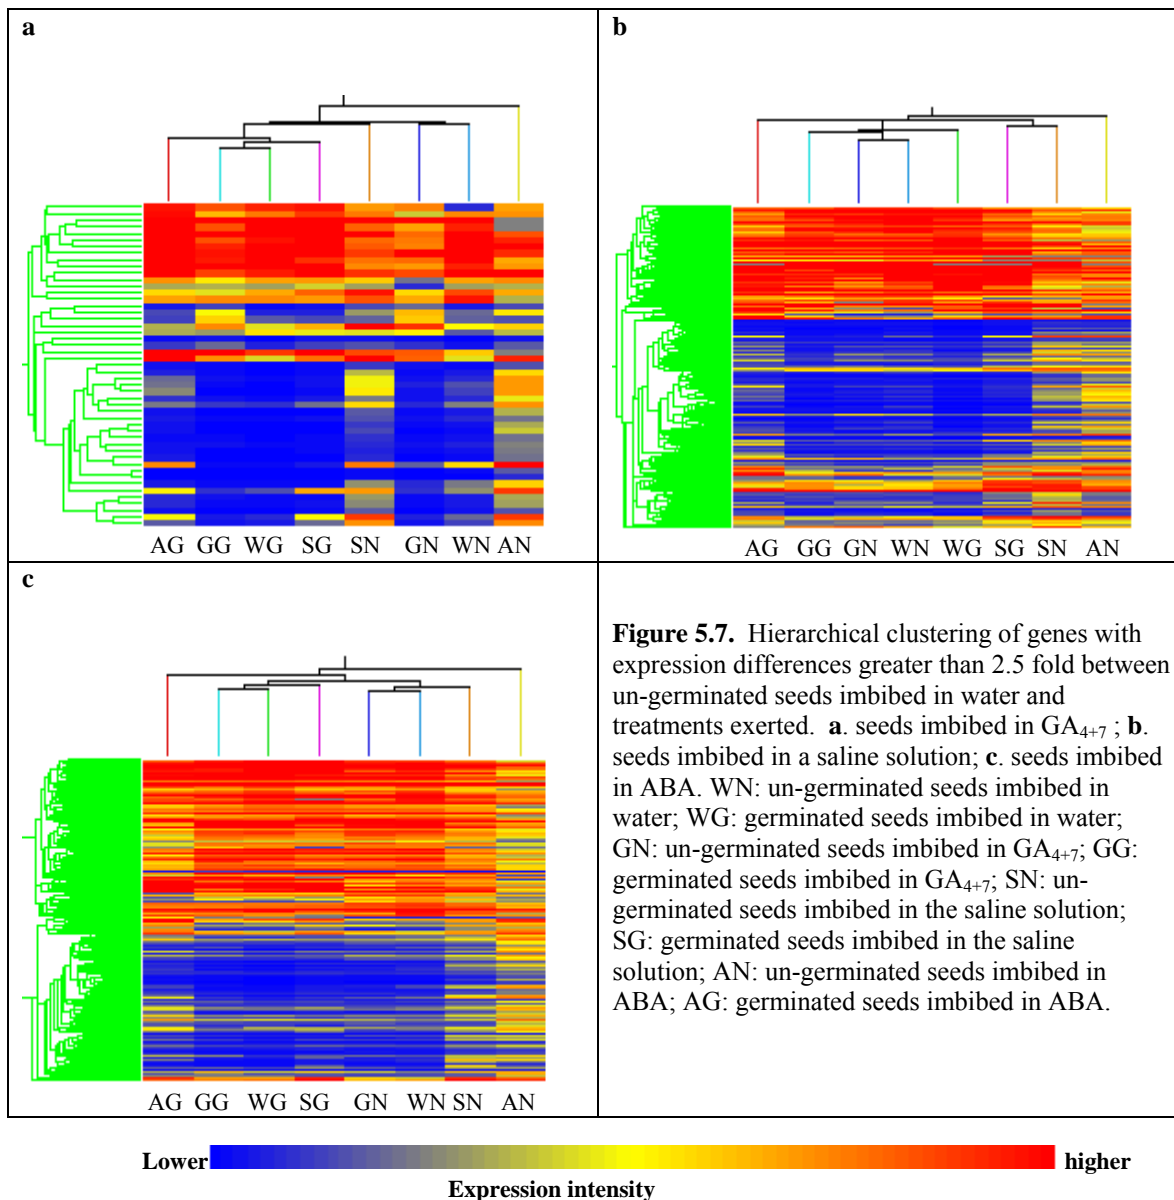 a
AG GG WG SG SN GN WN AN
b
AG GG GN WN WG SG SN AN
c
AG GG WG SG GN WN SN AN
Figure 5.7. Hierarchical clustering of genes with
expression differences greater than 2.5 fold between
un-germinated seeds imbibed in water and
treatments exerted. a. seeds imbibed in GA4+7 ; b.
seeds imbibed in a saline solution; c. seeds imbibed
in ABA. WN: un-germinated seeds imbibed in
water; WG: germinated seeds imbibed in water;
GN: un-germinated seeds imbibed in GA4+7; GG:
germinated seeds imbibed in GA4+7; SN: un-
germinated seeds imbibed in the saline solution;
SG: germinated seeds imbibed in the saline
solution; AN: un-germinated seeds imbibed in
ABA; AG: germinated seeds imbibed in ABA.
Lower higher
Expression intensity